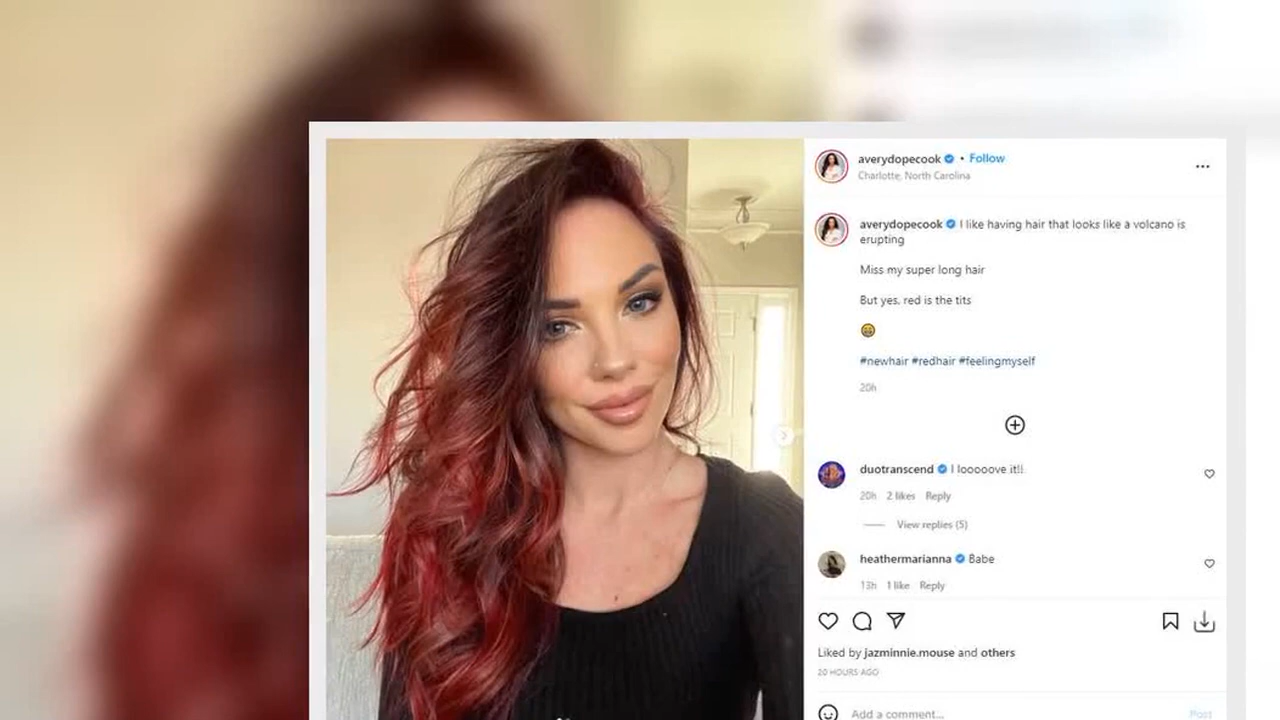 averydopecook • Follow
Charlotte, North Carolina
averydopecook I like having hair that looks like a volcano is
erupting
Miss my super long hair
But yes, red is the tits
#newhair #redhair #feelingmyself
20h
duotranscend I looooove it!!
20h 2 likes Reply
View replies (5)
heathermarianna Babe
13h 1 like Reply
Liked by jazminnie.mouse and others
20 HOURS AGO
Add a comment... Post